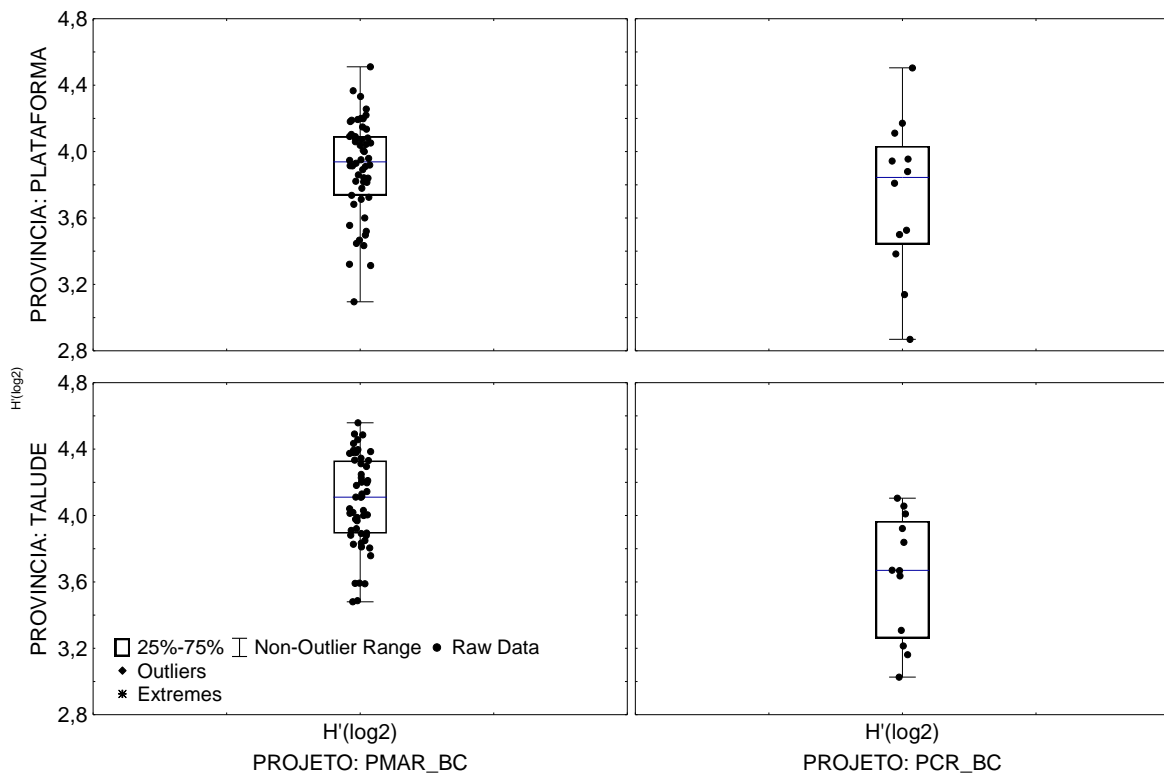 4,8
4,4
4,0
3,6
3,2
2,8
PROVINCIA: PLATAFORMA
H'(log2)
4,8
4,4
4,0
3,6
3,2
2,8
PROVINCIA: TALUDE
25%-75% Non-Outlier Range Raw Data
Outliers
Extremes
H'(log2)
PROJETO: PMAR_BC
H'(log2)
PROJETO: PCR_BC